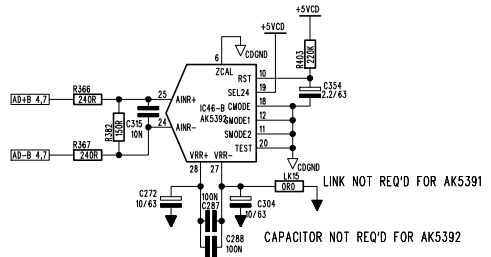 +5VCD
+5VCD
R403
220K
6
CDGND
ZCAL
RST 10
SEL24 19
C354
2.2/63
R366
AD+B 4,7
240R
25
AINR+
IC46-B
AK5392
CMODE 18
SMODE1 12
SMODE2 11
TEST 20
CDGND
R382
150R
C315
10N
24
AINR-
R367
AD-B 4,7
240R
VRR+ VRR-
28 27
LK15
0R0
LINK NOT REQ'D FOR AK5391
C272
10/63
100N
C287
C304
10/63
C288
100N
CAPACITOR NOT REQ'D FOR AK5392